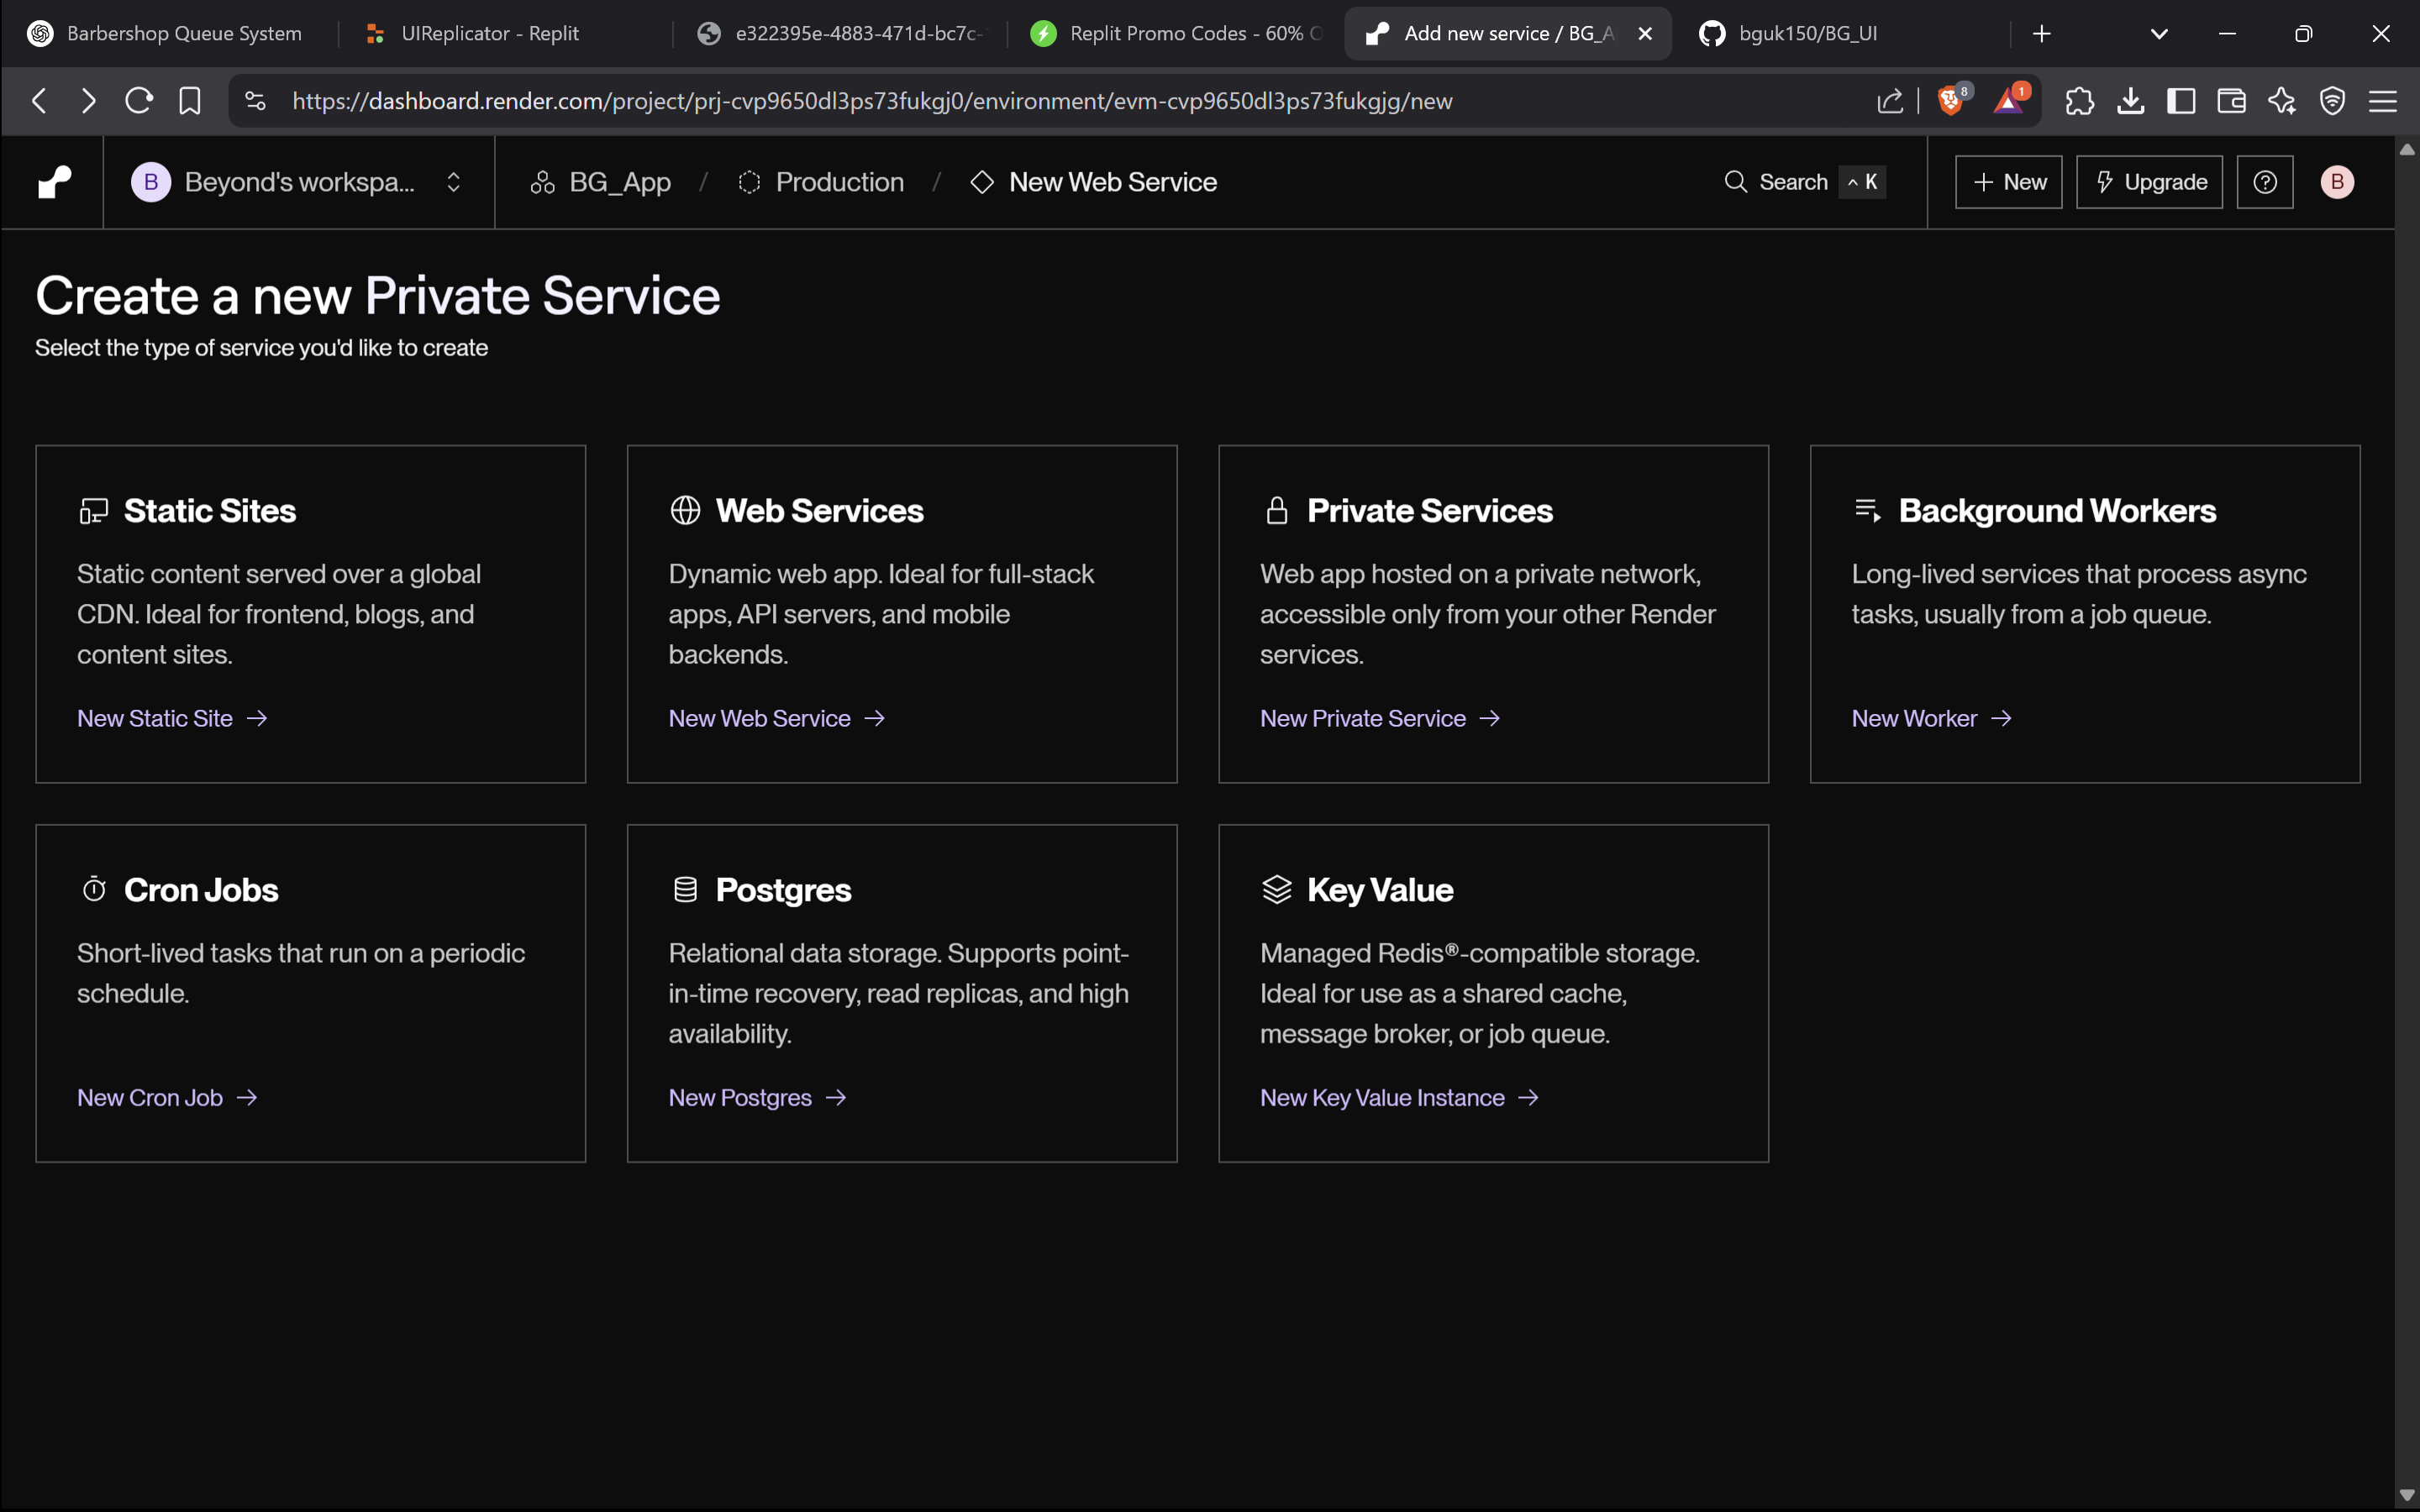 Barbershop Queue System
UIReplicator - Replit
e322395e-4883-471d-bc7c-
Replit Promo Codes - 60% O
Add new service / BG_A
bguk150/BG_UI
https://dashboard.render.com/project/prj-cvp9650dl3ps73fukgj0/environment/evm-cvp9650dl3ps73fukgjg/new
8
1
B
Beyond's workspa...
BG_App / Production / New Web Service
Search ^ K
+ New
Upgrade
B
Create a new Private Service
Select the type of service you'd like to create
Static Sites
Static content served over a global
CDN. Ideal for frontend, blogs, and
content sites.
New Static Site →
Web Services
Dynamic web app. Ideal for full-stack
apps, API servers, and mobile
backends.
New Web Service →
Private Services
Web app hosted on a private network,
accessible only from your other Render
services.
New Private Service →
Background Workers
Long-lived services that process async
tasks, usually from a job queue.
New Worker →
Cron Jobs
Short-lived tasks that run on a periodic
schedule.
New Cron Job →
Postgres
Relational data storage. Supports point-
in-time recovery, read replicas, and high
availability.
New Postgres →
Key Value
Managed Redis®-compatible storage.
Ideal for use as a shared cache,
message broker, or job queue.
New Key Value Instance →